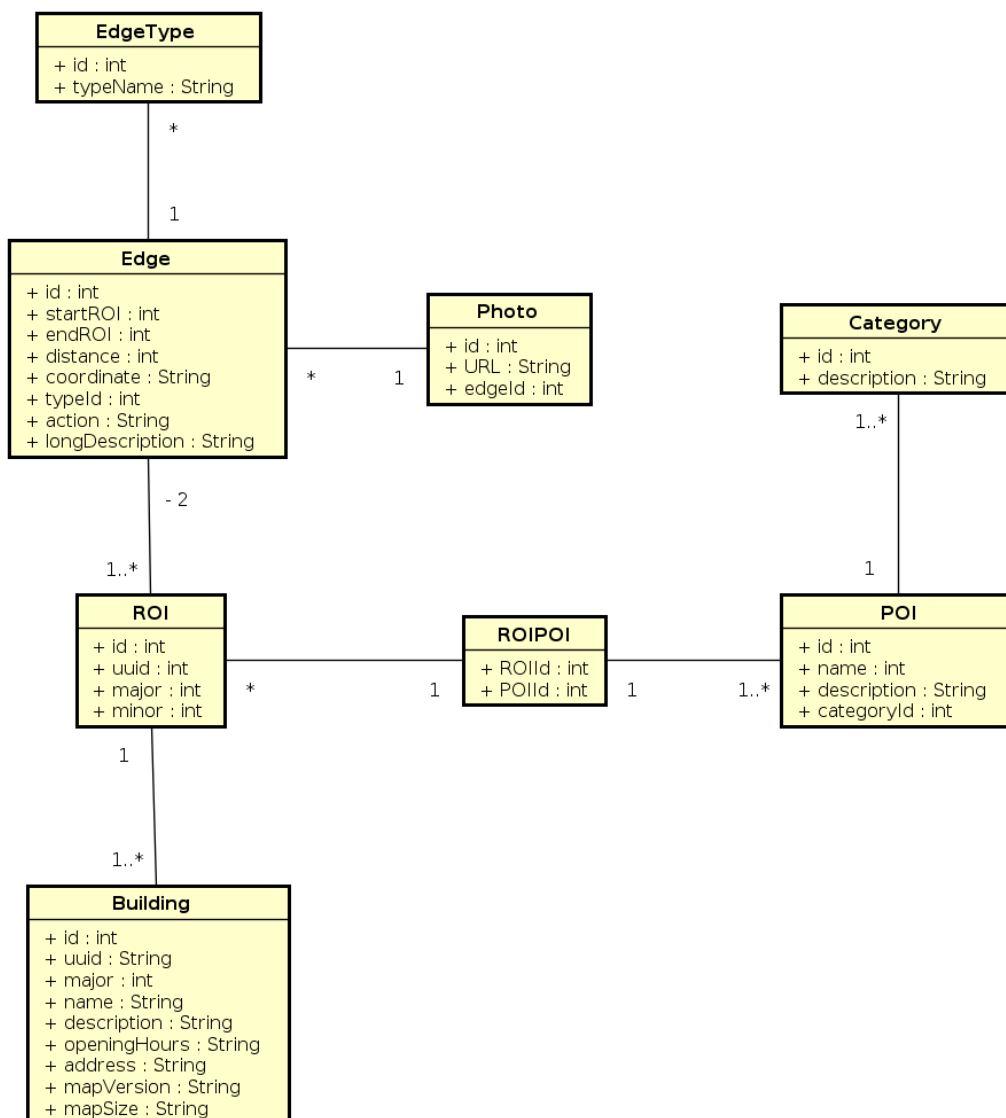 EdgeType
+ id : int
+ typeName : String
*
1
Edge
+ id : int
+ startROI : int
+ endROI : int
+ distance : int
+ coordinate : String
+ typeId : int
+ action : String
+ longDescription : String
*
1
Photo
+ id : int
+ URL : String
+ edgeId : int
Category
+ id : int
+ description : String
1..*
1
- 2
1..*
ROI
+ id : int
+ uuid : int
+ major : int
+ minor : int
*
1
ROIPOI
+ ROIId : int
+ POIId : int
1
1..*
POI
+ id : int
+ name : int
+ description : String
+ categoryId : int
1
1..*
Building
+ id : int
+ uuid : String
+ major : int
+ name : String
+ description : String
+ openingHours : String
+ address : String
+ mapVersion : String
+ mapSize : String